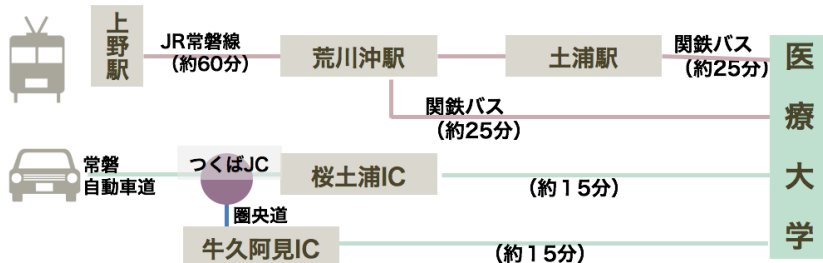 上野駅
JR常磐線
(約60分)
荒川沖駅
土浦駅
関鉄バス
(約25分)
関鉄バス
(約25分)
医療大学
常磐
自動車道
つくばJC
桜土浦IC
(約15分)
圏央道
牛久阿見IC
(約15分)